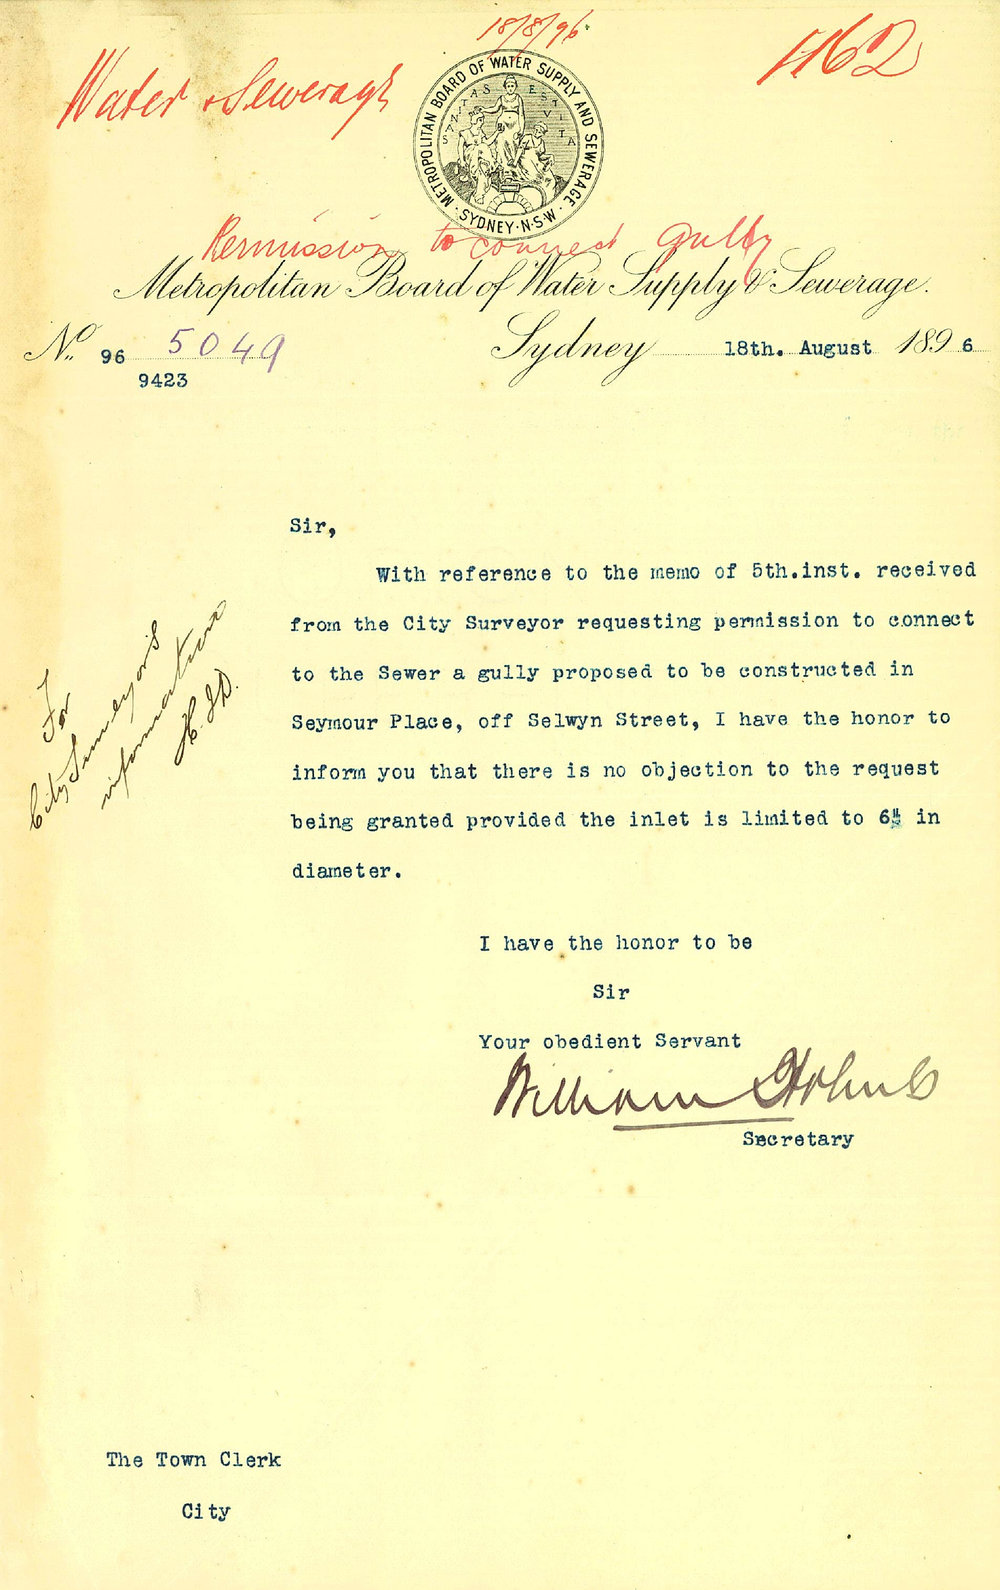 18/8/96
Water & Sewerage
1162
METROPOLITAN BOARD OF WATER SUPPLY AND SEWERAGE.
SANITAS EST VITA
· SYDNEY · N·S·W ·
Permission to connect gully
Metropolitan Board of Water Supply & Sewerage.
No. 96 5049
9423
Sydney 18th. August 1896
Sir,
With reference to the memo of 5th.inst. received
from the City Surveyor requesting permission to connect
to the Sewer a gully proposed to be constructed in
Seymour Place, off Selwyn Street, I have the honor to
inform you that there is no objection to the request
being granted provided the inlet is limited to 6" in
diameter.
For
City Surveyor's
information
I have the honor to be
Sir
Your obedient Servant
William Holmes
Secretary
The Town Clerk
City